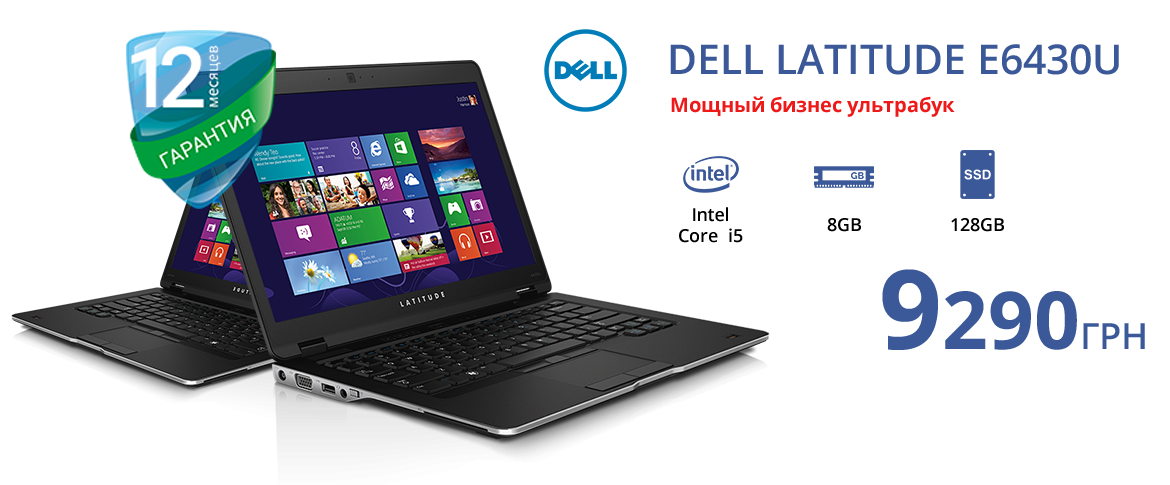 12
месяцев
ГАРАНТИЯ
DELL
DELL LATITUDE E6430U
Мощный бизнес ультрабук
intel
GB
SSD
Intel
Core i5
8GB
128GB
9290ГРН
LATITUDE